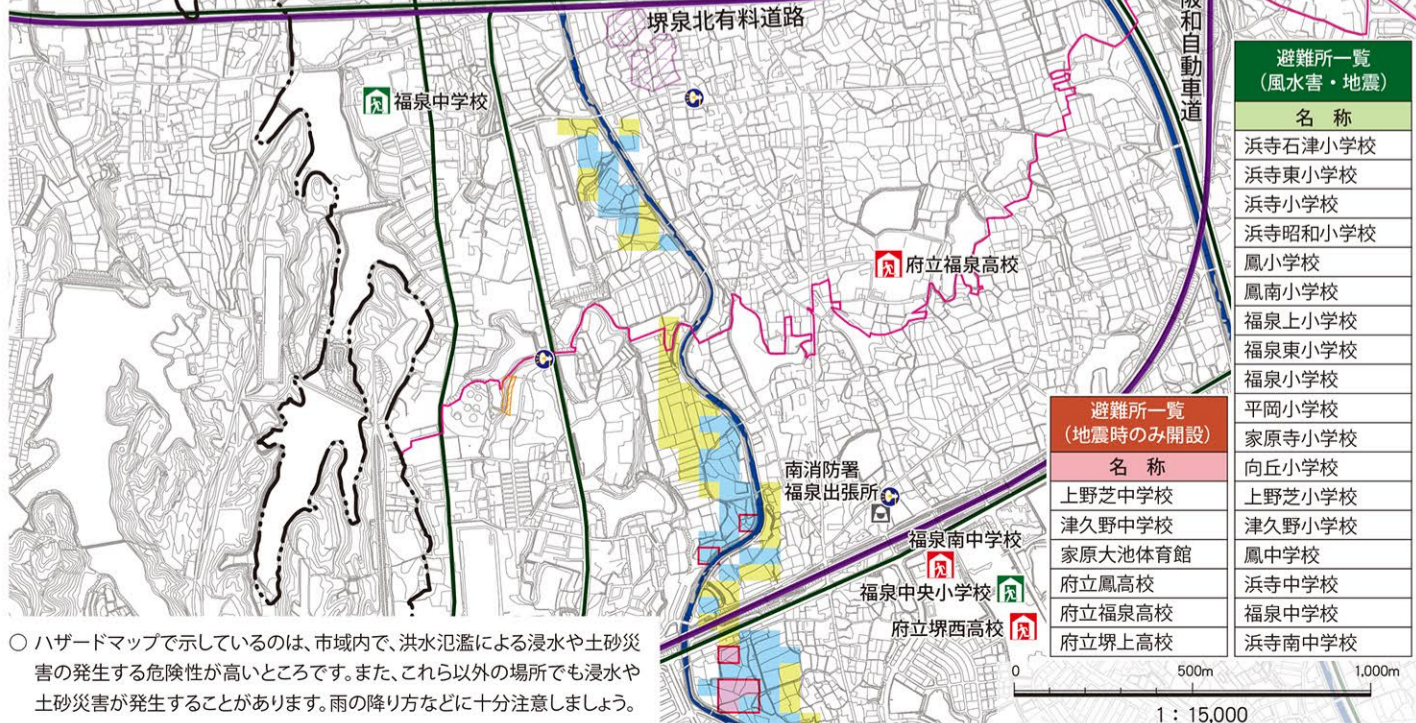 堺泉北有料道路
阪和自動車道
福泉中学校
府立福泉高校
南消防署
福泉出張所
福泉南中学校
福泉中央小学校
府立堺西高校
避難所一覧
(風水害・地震)
名 称
浜寺石津小学校
浜寺東小学校
浜寺小学校
浜寺昭和小学校
鳳小学校
鳳南小学校
福泉上小学校
福泉東小学校
福泉小学校
平岡小学校
家原寺小学校
向丘小学校
上野芝小学校
津久野小学校
鳳中学校
浜寺中学校
福泉中学校
浜寺南中学校
避難所一覧
(地震時のみ開設)
名 称
上野芝中学校
津久野中学校
家原大池体育館
府立鳳高校
府立福泉高校
府立堺上高校
○ ハザードマップで示しているのは、市域内で、洪水氾濫による浸水や土砂災
害の発生する危険性が高いところです。また、これら以外の場所でも浸水や
土砂災害が発生することがあります。雨の降り方などに十分注意しましょう。
0 500m 1,000m
1:15,000